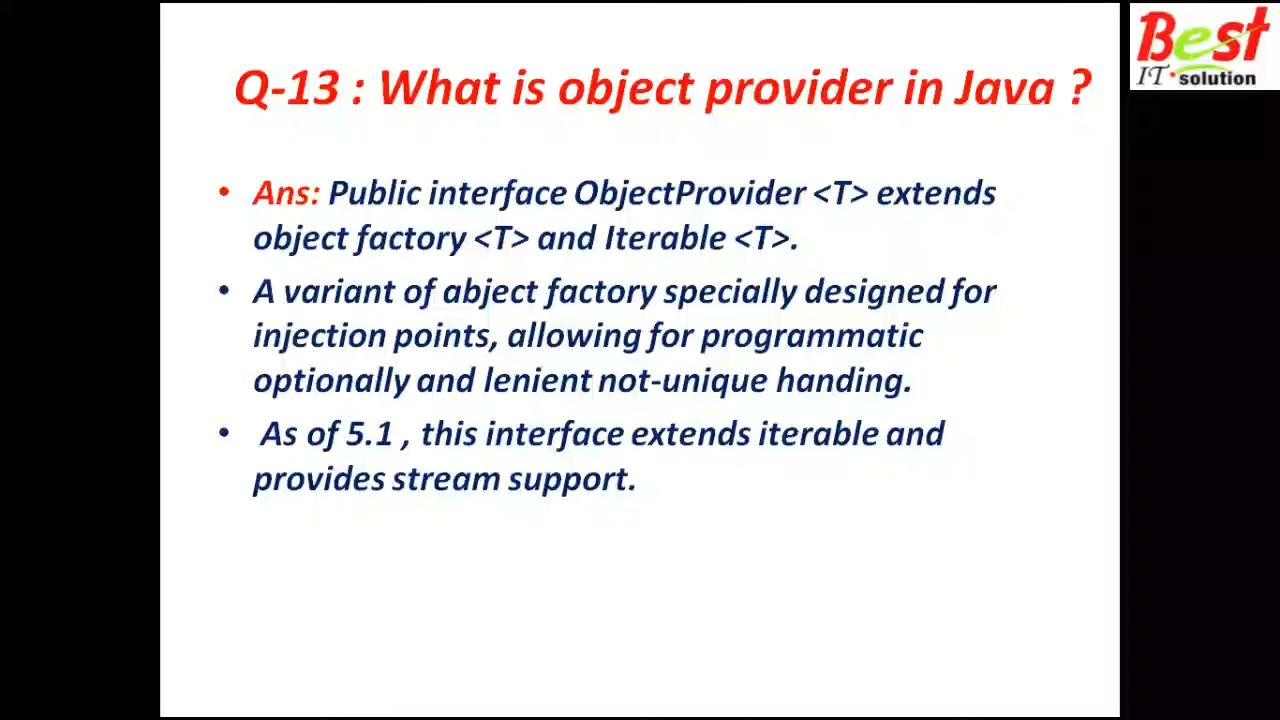 Best
IT solution
Q-13 : What is object provider in Java ?
• Ans: Public interface ObjectProvider <T> extends
object factory <T> and Iterable <T>.
• A variant of abject factory specially designed for
injection points, allowing for programmatic
optionally and lenient not-unique handing.
• As of 5.1 , this interface extends iterable and
provides stream support.